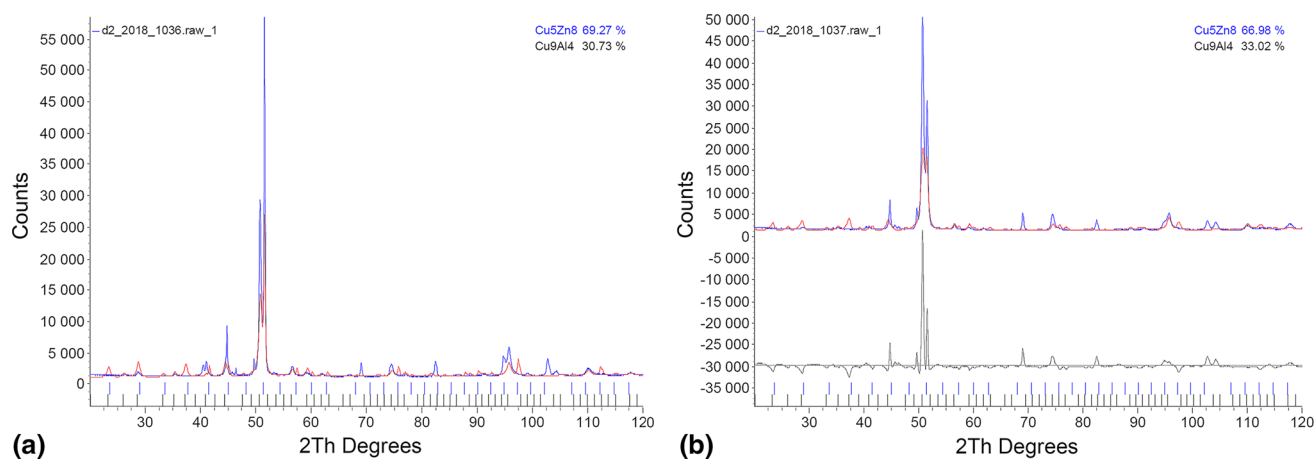 d2_2018_1036.raw_1
Cu5Zn8 69.27 %
Cu9Al4 30.73 %
Counts
55 000
50 000
45 000
40 000
35 000
30 000
25 000
20 000
15 000
10 000
5 000
0
30 40 50 60 70 80 90 100 110 120
2Th Degrees
(a)
d2_2018_1037.raw_1
Cu5Zn8 66.98 %
Cu9Al4 33.02 %
Counts
50 000
45 000
40 000
35 000
30 000
25 000
20 000
15 000
10 000
5 000
0
-5 000
-10 000
-15 000
-20 000
-25 000
-30 000
-35 000
30 40 50 60 70 80 90 100 110 120
2Th Degrees
(b)